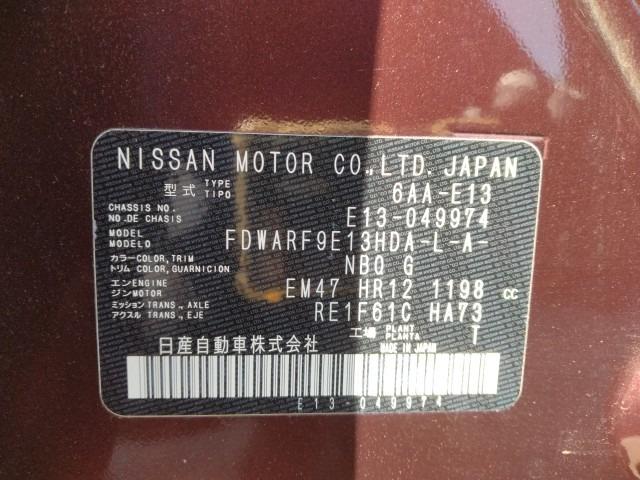 NISSAN MOTOR CO.,LTD. JAPAN
型式 TYPE TIPO 6AA-E13
CHASSIS NO. NO.DE CHASIS E13-049974
MODEL MODELO FDWARF9E13HDA-L-A-
カラー COLOR, TRIM トリム COLOR, GUARNICION NBQ G
エンENGINE ジンMOTOR EM47 HR12 1198 cc
ミッション TRANS., AXLE アクスル TRANS., EJE RE1F61C HA73
工場 PLANT PLANTA T
日産自動車株式会社 MADE IN JAPAN
E13-049974